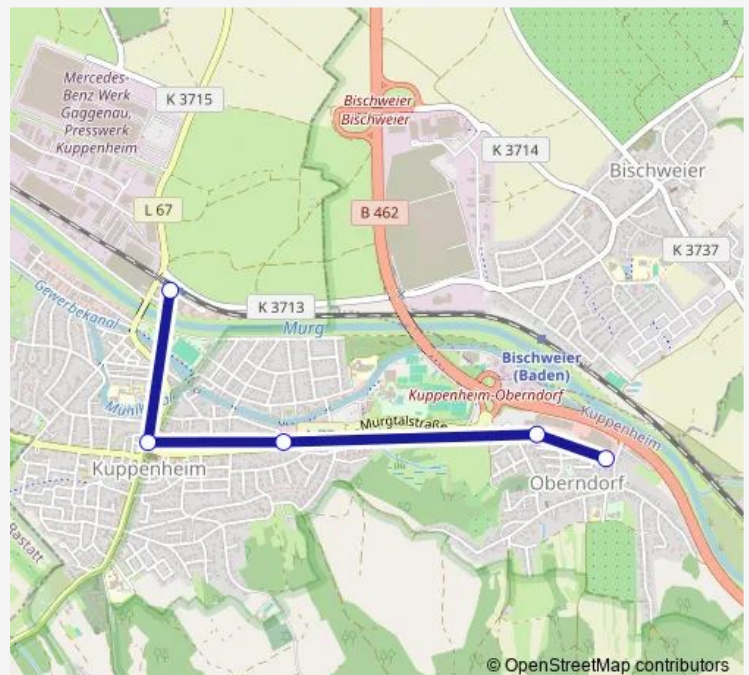 Mercedes-
Benz Werk
Gaggenau,
Presswerk
Kuppenheim
K 3715
Bischweier
Bischweier
K 3714
Bischweier
L 67
B 462
K 3737
Gewerbekanal
K 3713
Murg
Bischweier
(Baden)
Kuppenheim-Oberndorf
Kuppenheim
Murgtalstraße
Kuppenheim
Oberndorf
Rastatt
© OpenStreetMap contributors